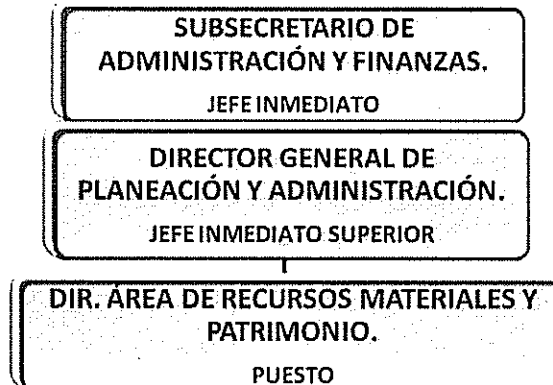 SUBSECRETARIO DE
ADMINISTRACIÓN Y FINANZAS.
JEFE INMEDIATO
DIRECTOR GENERAL DE
PLANEACIÓN Y ADMINISTRACIÓN.
JEFE INMEDIATO SUPERIOR
DIR. ÁREA DE RECURSOS MATERIALES Y
PATRIMONIO.
PUESTO